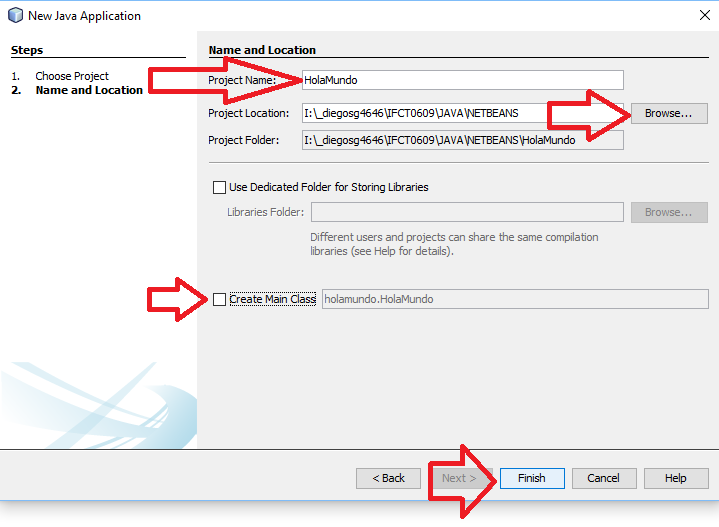 New Java Application
Steps
1. Choose Project
2. Name and Location
Name and Location
Project Name: HolaMundo
Project Location: I:\_diegosg4646\IFCT0609\JAVA\NETBEANS Browse...
Project Folder: I:\_diegosg4646\IFCT0609\JAVA\NETBEANS\HolaMundo
Use Dedicated Folder for Storing Libraries
Libraries Folder: Browse...
Different users and projects can share the same compilation
libraries (see Help for details).
Create Main Class holamundo.HolaMundo
< Back Next > Finish Cancel Help